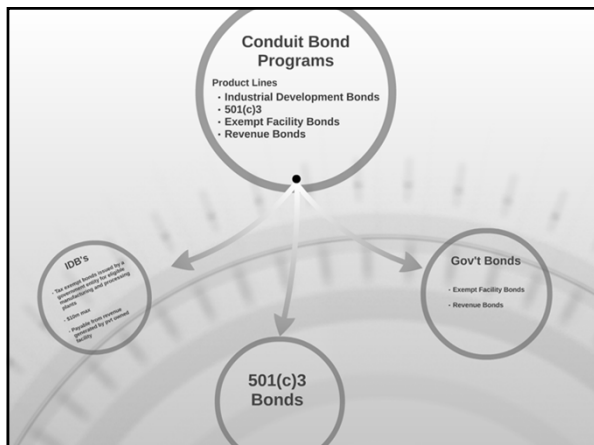 Conduit Bond
Programs
Product Lines
· Industrial Development Bonds
· 501(c)3
· Exempt Facility Bonds
· Revenue Bonds
IDB's
· Tax exempt bonds issued by a
government entity for eligible
manufacturing and processing
plants
· $10m max
· Payable from revenue
generated by pvt owned
facility
501(c)3
Bonds
Gov't Bonds
· Exempt Facility Bonds
· Revenue Bonds